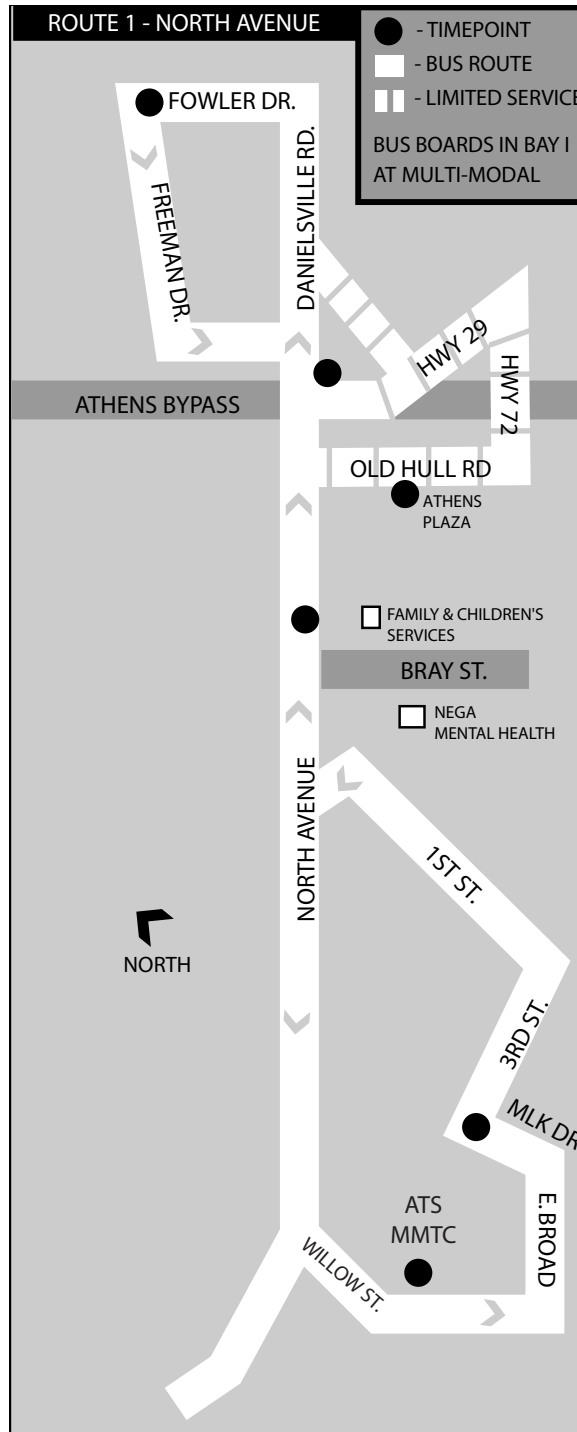 ROUTE 1 - NORTH AVENUE
- TIMEPOINT
- BUS ROUTE
- LIMITED SERVICE
BUS BOARDS IN BAY I
AT MULTI-MODAL
FOWLER DR.
DANIELSVILLE RD.
FREEMAN DR.
HWY 29
HWY 72
ATHENS BYPASS
OLD HULL RD
ATHENS
PLAZA
FAMILY & CHILDREN'S
SERVICES
BRAY ST.
NEGA
MENTAL HEALTH
NORTH AVENUE
1ST ST.
NORTH
3RD ST.
MLK DR
ATS
MMTC
E. BROAD
WILLOW ST.